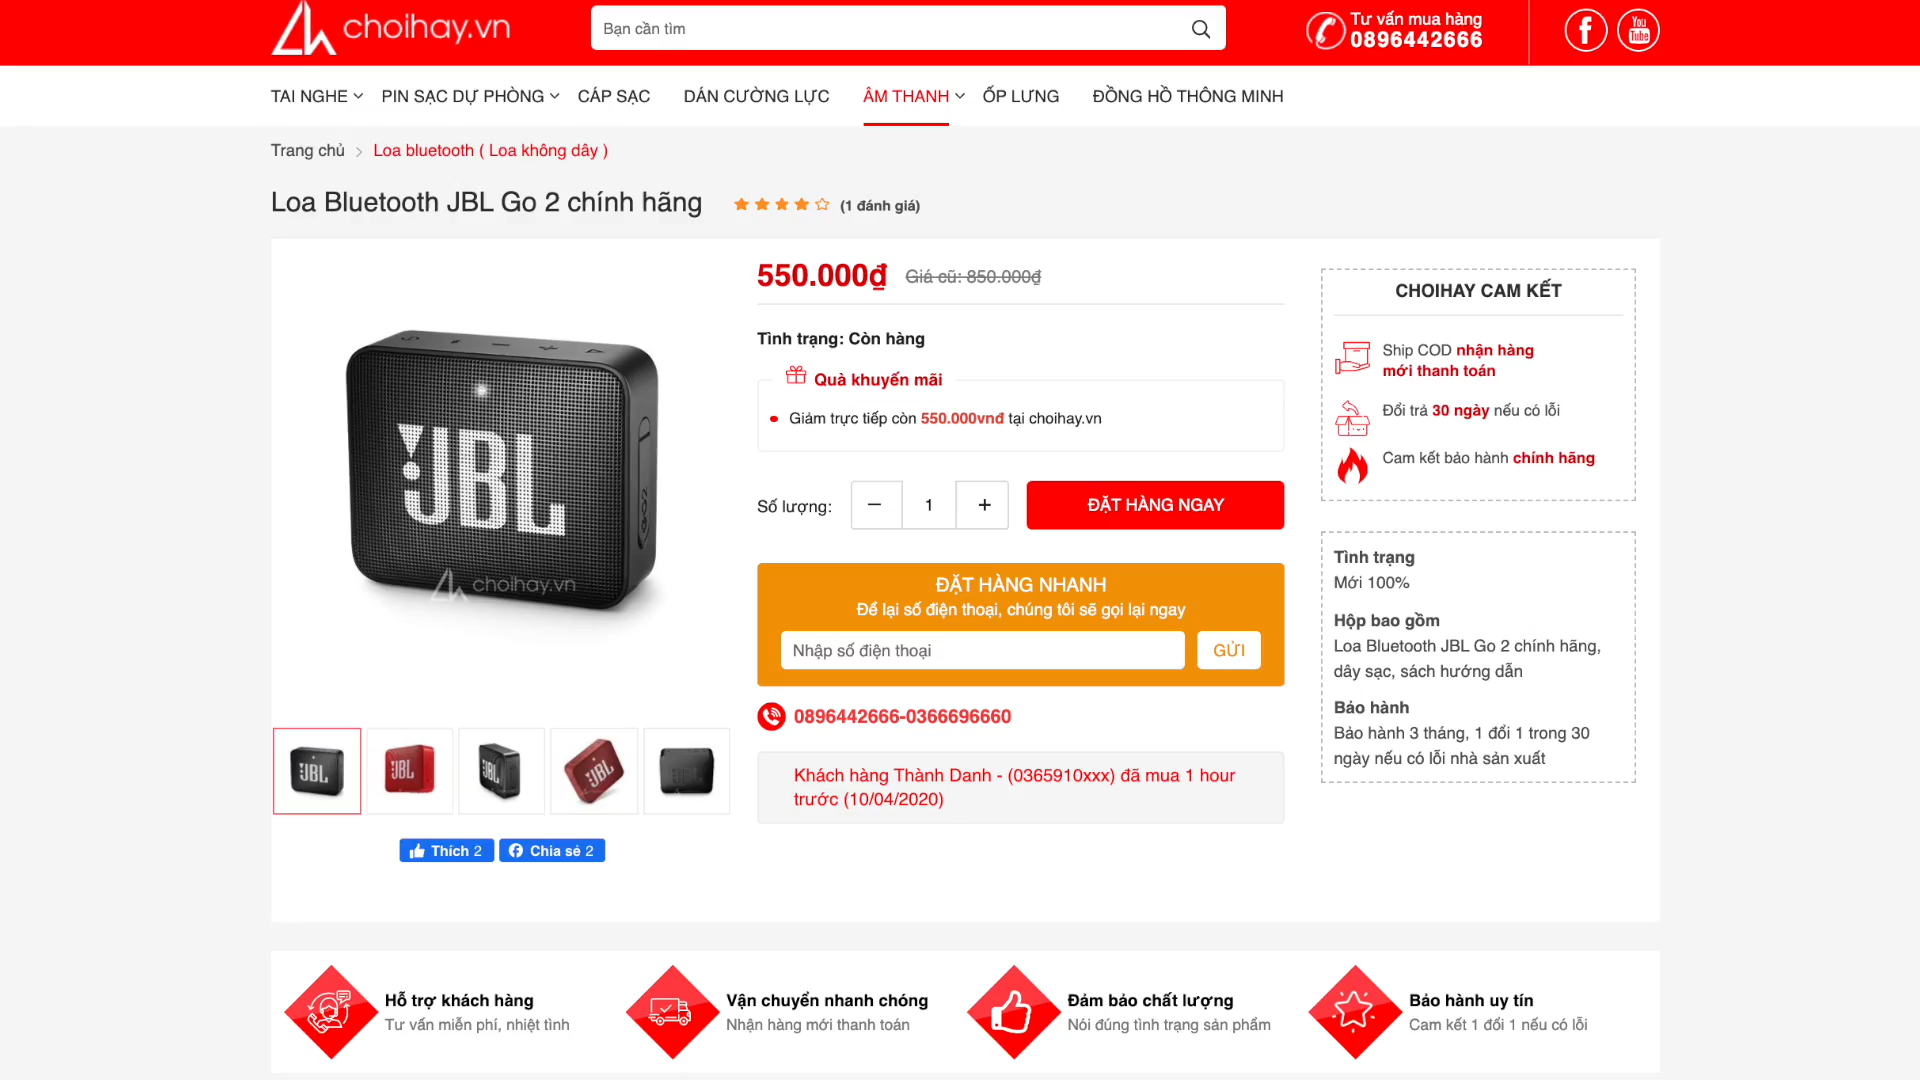 choihay.vn
Bạn cần tìm
Tư vấn mua hàng
0896442666
You
Tube
TAI NGHE
PIN SẠC DỰ PHÒNG
CÁP SẠC
DÁN CƯỜNG LỰC
ÂM THANH
ỐP LƯNG
ĐỒNG HỒ THÔNG MINH
Trang chủ
Loa bluetooth ( Loa không dây )
Loa Bluetooth JBL Go 2 chính hãng
(1 đánh giá)
JBL
GO2
choihay.vn
JBL
JBL
JBL
JBL
Thích 2
Chia sẻ 2
550.000₫
Giá cũ: 850.000₫
Tình trạng: Còn hàng
Quà khuyến mãi
Giảm trực tiếp còn 550.000vnđ tại choihay.vn
Số lượng:
− 1 +
ĐẶT HÀNG NGAY
ĐẶT HÀNG NHANH
Để lại số điện thoại, chúng tôi sẽ gọi lại ngay
Nhập số điện thoại
GỬI
0896442666-0366696660
Khách hàng Thành Danh - (0365910xxx) đã mua 1 hour
trước (10/04/2020)
CHOIHAY CAM KẾT
Ship COD nhận hàng
mới thanh toán
Đổi trả 30 ngày nếu có lỗi
Cam kết bảo hành chính hãng
Tình trạng
Mới 100%
Hộp bao gồm
Loa Bluetooth JBL Go 2 chính hãng,
dây sạc, sách hướng dẫn
Bảo hành
Bảo hành 3 tháng, 1 đổi 1 trong 30
ngày nếu có lỗi nhà sản xuất
Hỗ trợ khách hàng
Tư vấn miễn phí, nhiệt tình
Vận chuyển nhanh chóng
Nhận hàng mới thanh toán
Đảm bảo chất lượng
Nói đúng tình trạng sản phẩm
Bảo hành uy tín
Cam kết 1 đổi 1 nếu có lỗi